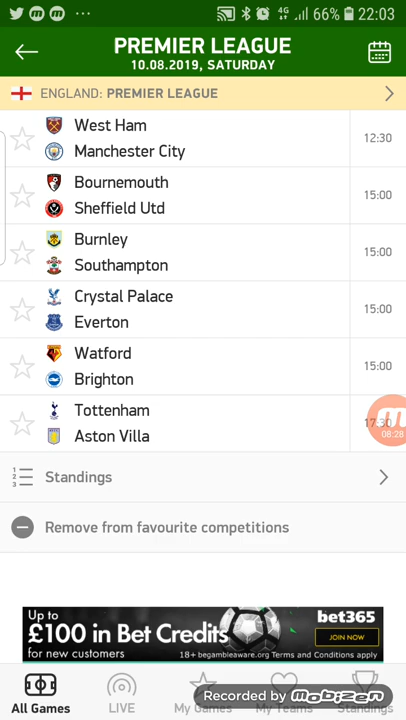 4G 66% 22:03
PREMIER LEAGUE
10.08.2019, SATURDAY
ENGLAND: PREMIER LEAGUE
West Ham
Manchester City
12:30
Bournemouth
Sheffield Utd
15:00
Burnley
Southampton
15:00
Crystal Palace
Everton
15:00
Watford
Brighton
15:00
Tottenham
Aston Villa
17:30
08:28
1 2 3 Standings
Remove from favourite competitions
Up to
£100 in Bet Credits
for new customers
bet365
JOIN NOW
18+ begambleaware.org Terms and Conditions apply
All Games
LIVE
My Games
My Teams
Standings
Recorded by mobizen